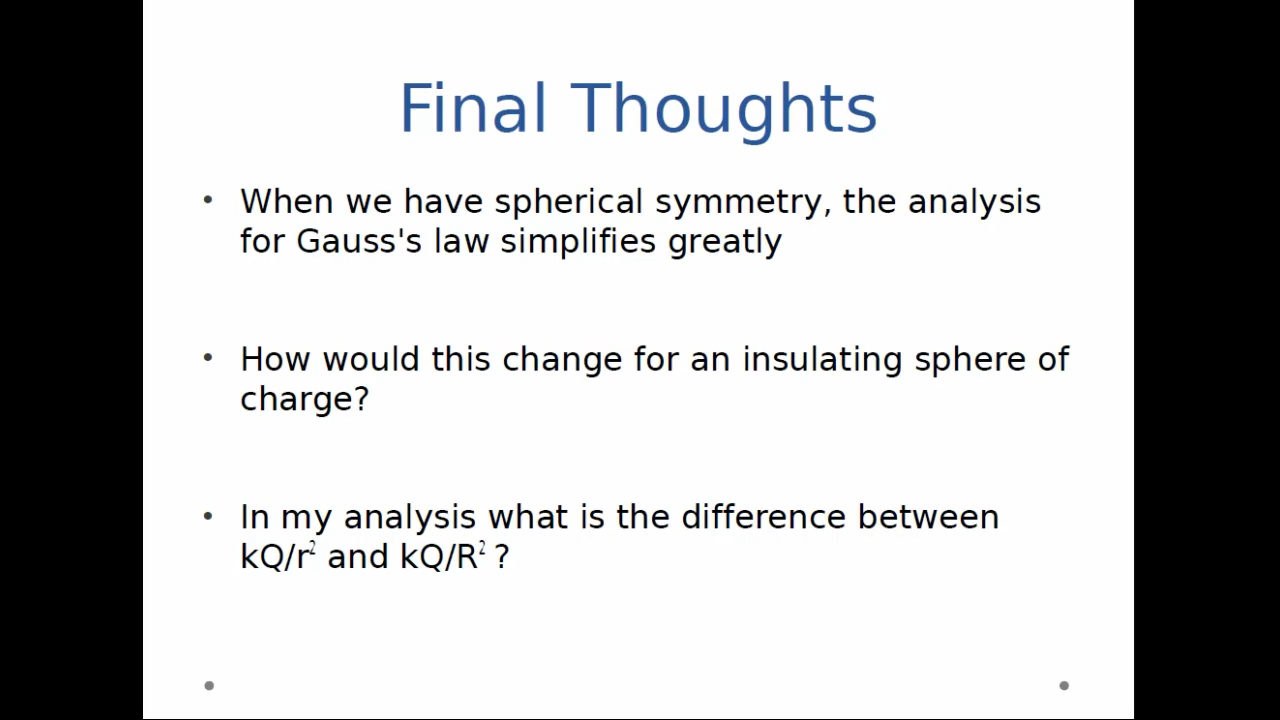 Final Thoughts
• When we have spherical symmetry, the analysis
for Gauss's law simplifies greatly
• How would this change for an insulating sphere of
charge?
• In my analysis what is the difference between
kQ/r² and kQ/R² ?